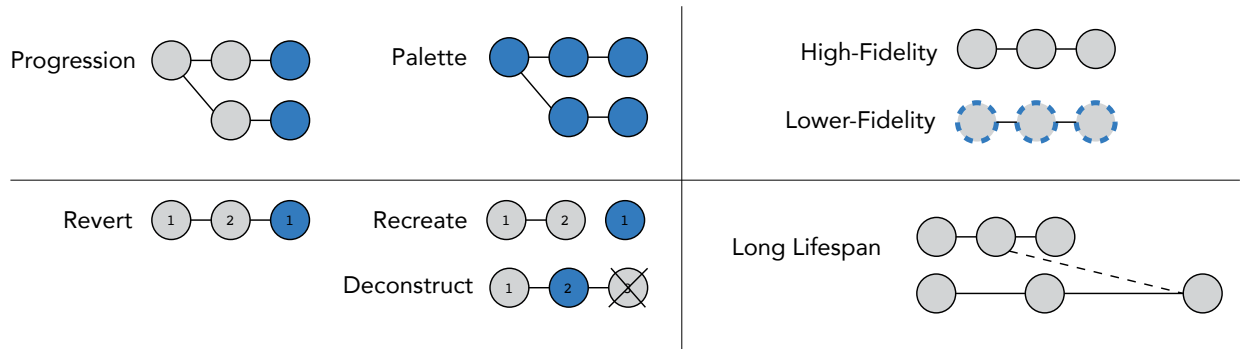 Progression
Palette
High-Fidelity
Lower-Fidelity
Revert 1 2 1
Recreate 1 2 1
Deconstruct 1 2 3
Long Lifespan